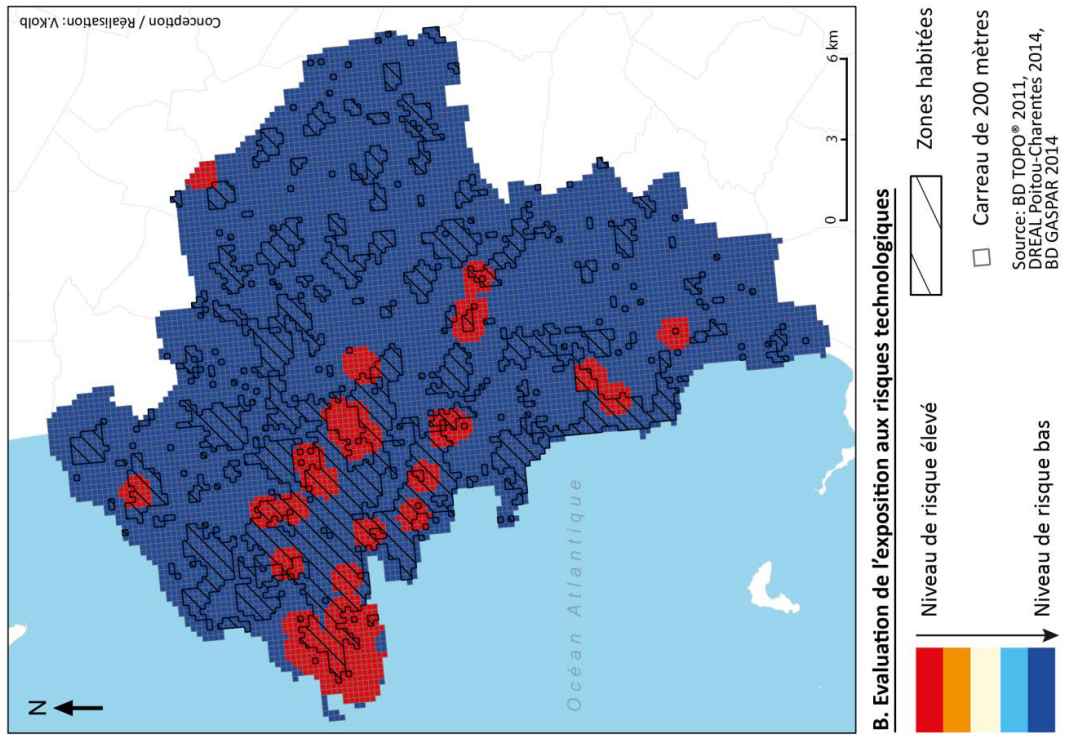 Conception / Réalisation: V.Kolb
N
Océan Atlantique
0 3 6 km
B. Evaluation de l'exposition aux risques technologiques
Niveau de risque élevé
Niveau de risque bas
Zones habitées
Carreau de 200 mètres
Source: BD TOPO® 2011,
DREAL Poitou-Charentes 2014,
BD GASPAR 2014